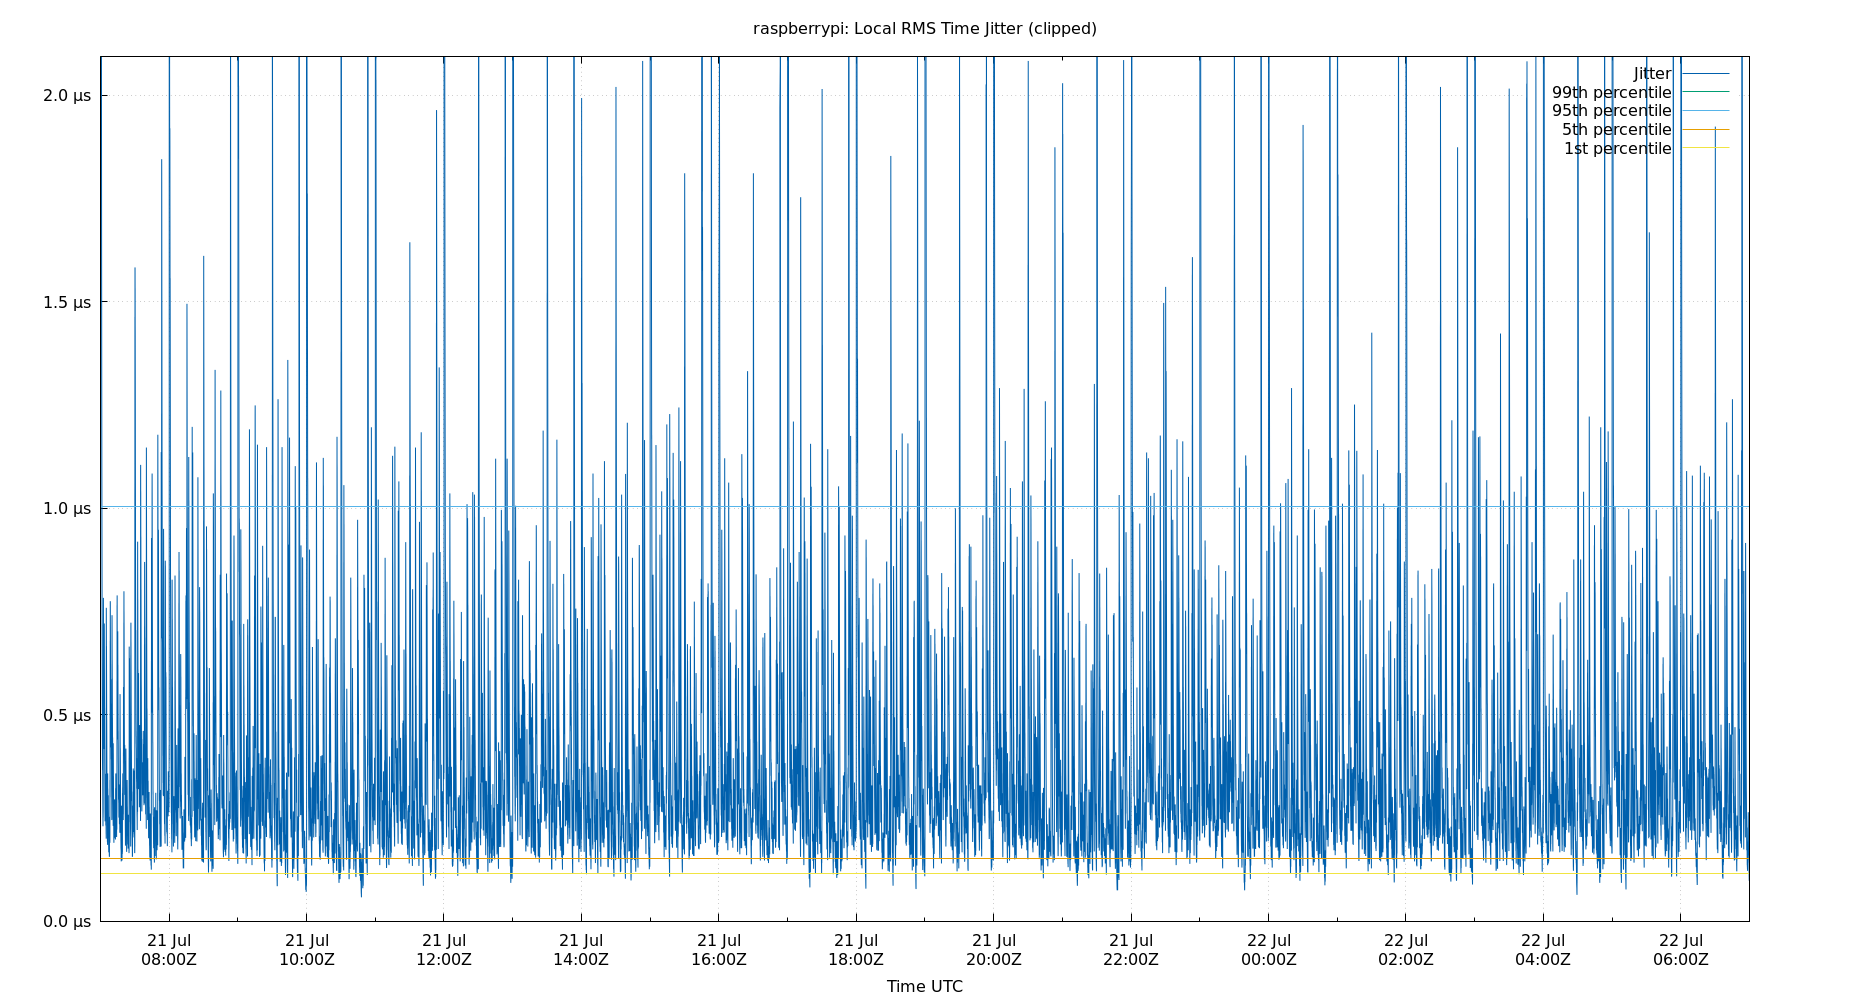 raspberrypi: Local RMS Time Jitter (clipped)
Jitter
99th percentile
95th percentile
5th percentile
1st percentile
2.0 µs
1.5 µs
1.0 µs
0.5 µs
0.0 µs
21 Jul 21 Jul 21 Jul 21 Jul 21 Jul 21 Jul 21 Jul 21 Jul 22 Jul 22 Jul 22 Jul 22 Jul
08:00Z 10:00Z 12:00Z 14:00Z 16:00Z 18:00Z 20:00Z 22:00Z 00:00Z 02:00Z 04:00Z 06:00Z
Time UTC